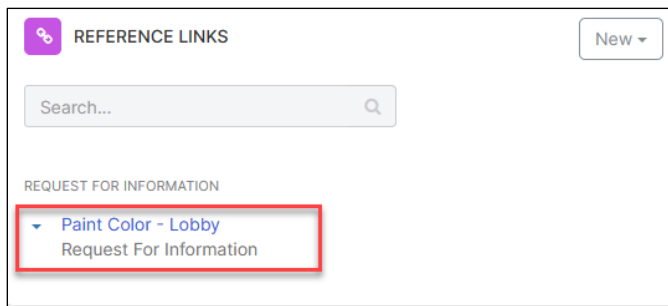 REFERENCE LINKS
New
Search...
REQUEST FOR INFORMATION
Paint Color - Lobby
Request For Information